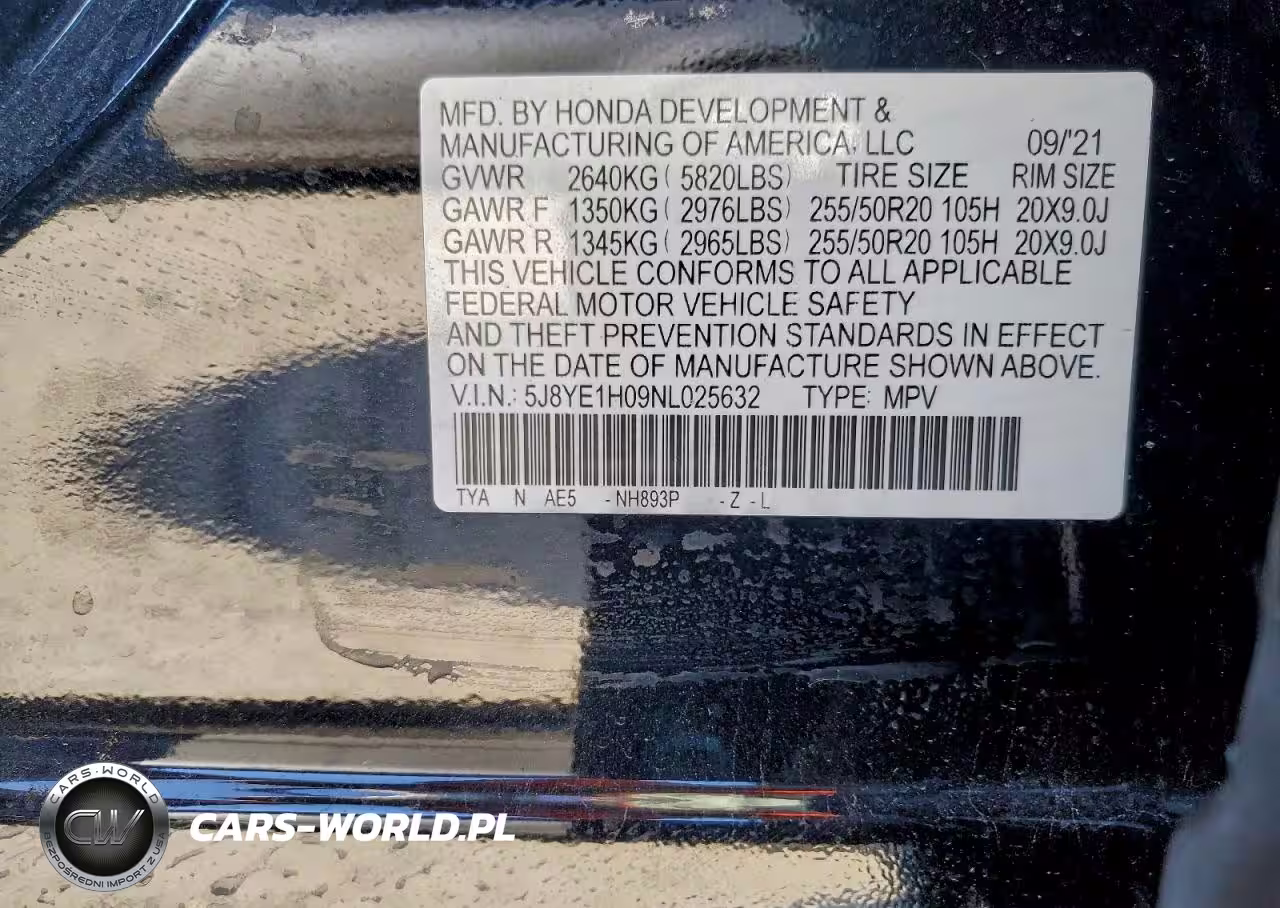 MFD. BY HONDA DEVELOPMENT &
MANUFACTURING OF AMERICA, LLC 09/'21
GVWR 2640KG ( 5820LBS) TIRE SIZE RIM SIZE
GAWR F 1350KG ( 2976LBS) 255/50R20 105H 20X9.0J
GAWR R 1345KG ( 2965LBS) 255/50R20 105H 20X9.0J
THIS VEHICLE CONFORMS TO ALL APPLICABLE
FEDERAL MOTOR VEHICLE SAFETY
AND THEFT PREVENTION STANDARDS IN EFFECT
ON THE DATE OF MANUFACTURE SHOWN ABOVE.
V.I.N.: 5J8YE1H09NL025632 TYPE: MPV
TYA N AE5 -NH893P -Z -L
CARS-WORLD
CW
BEZPOŚREDNI IMPORT Z USA
CARS-WORLD.PL